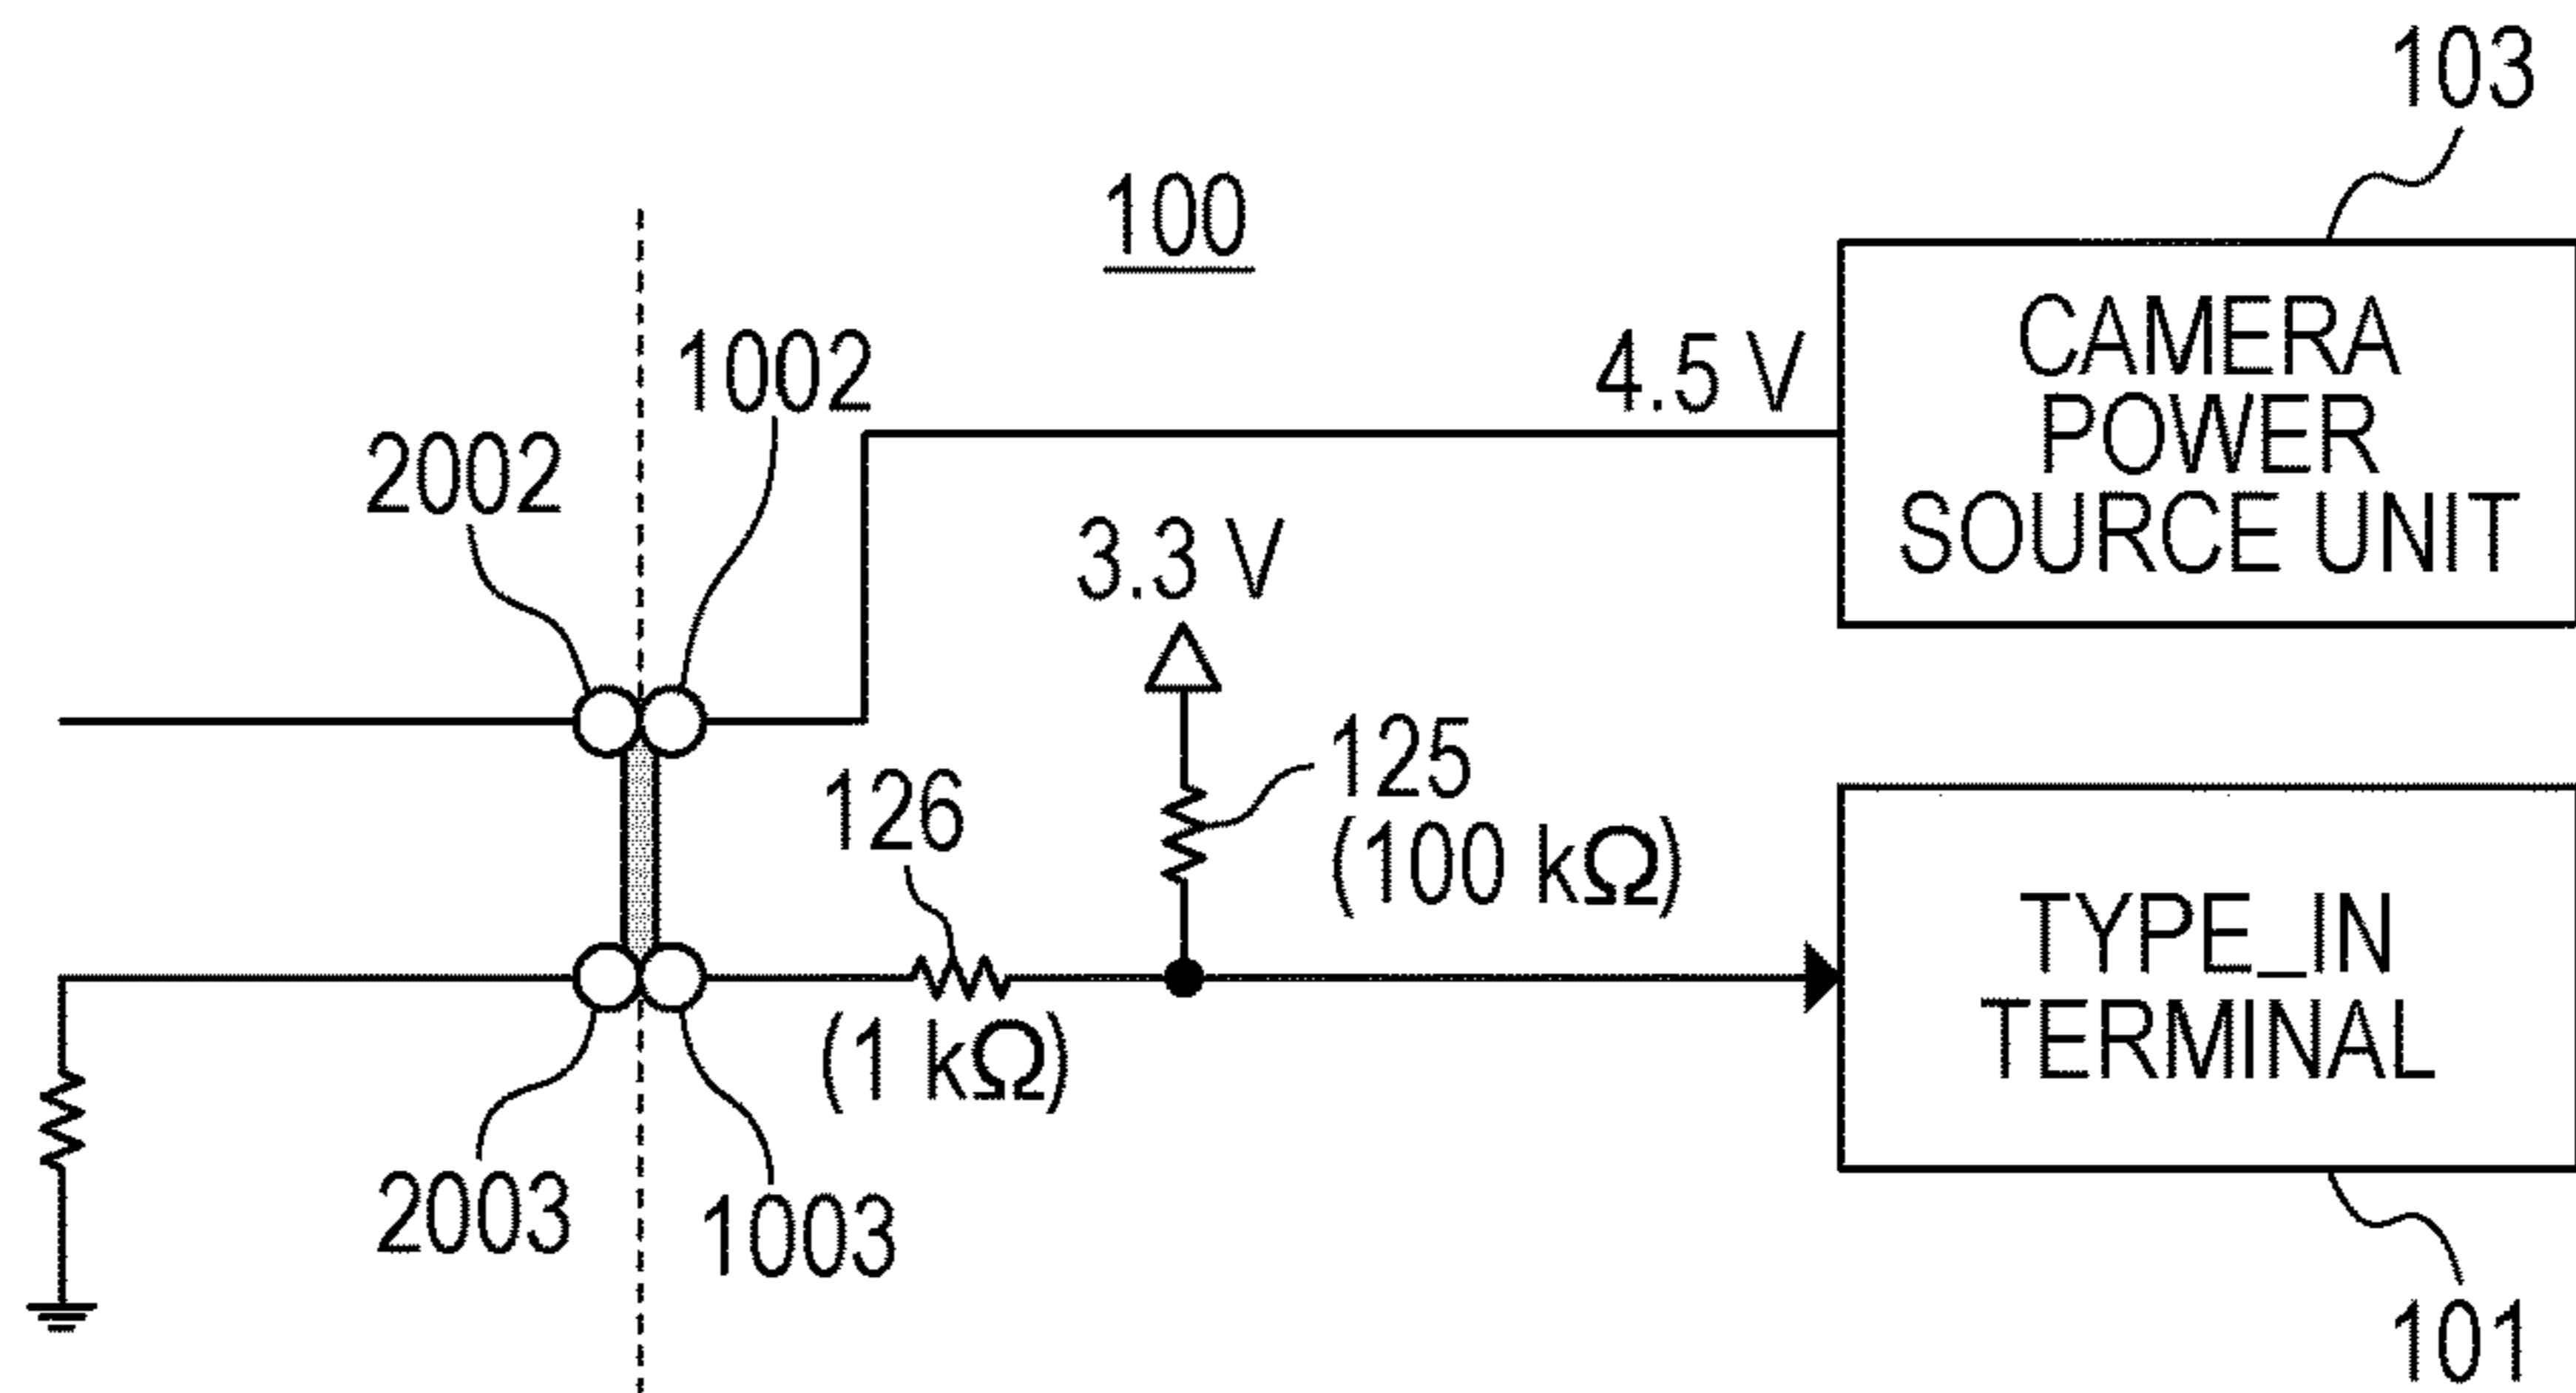 103
100
CAMERA
POWER
SOURCE UNIT
4.5 V
1002
2002
3.3 V
125
(100 kΩ)
126
(1 kΩ)
TYPE_IN
TERMINAL
2003
1003
101